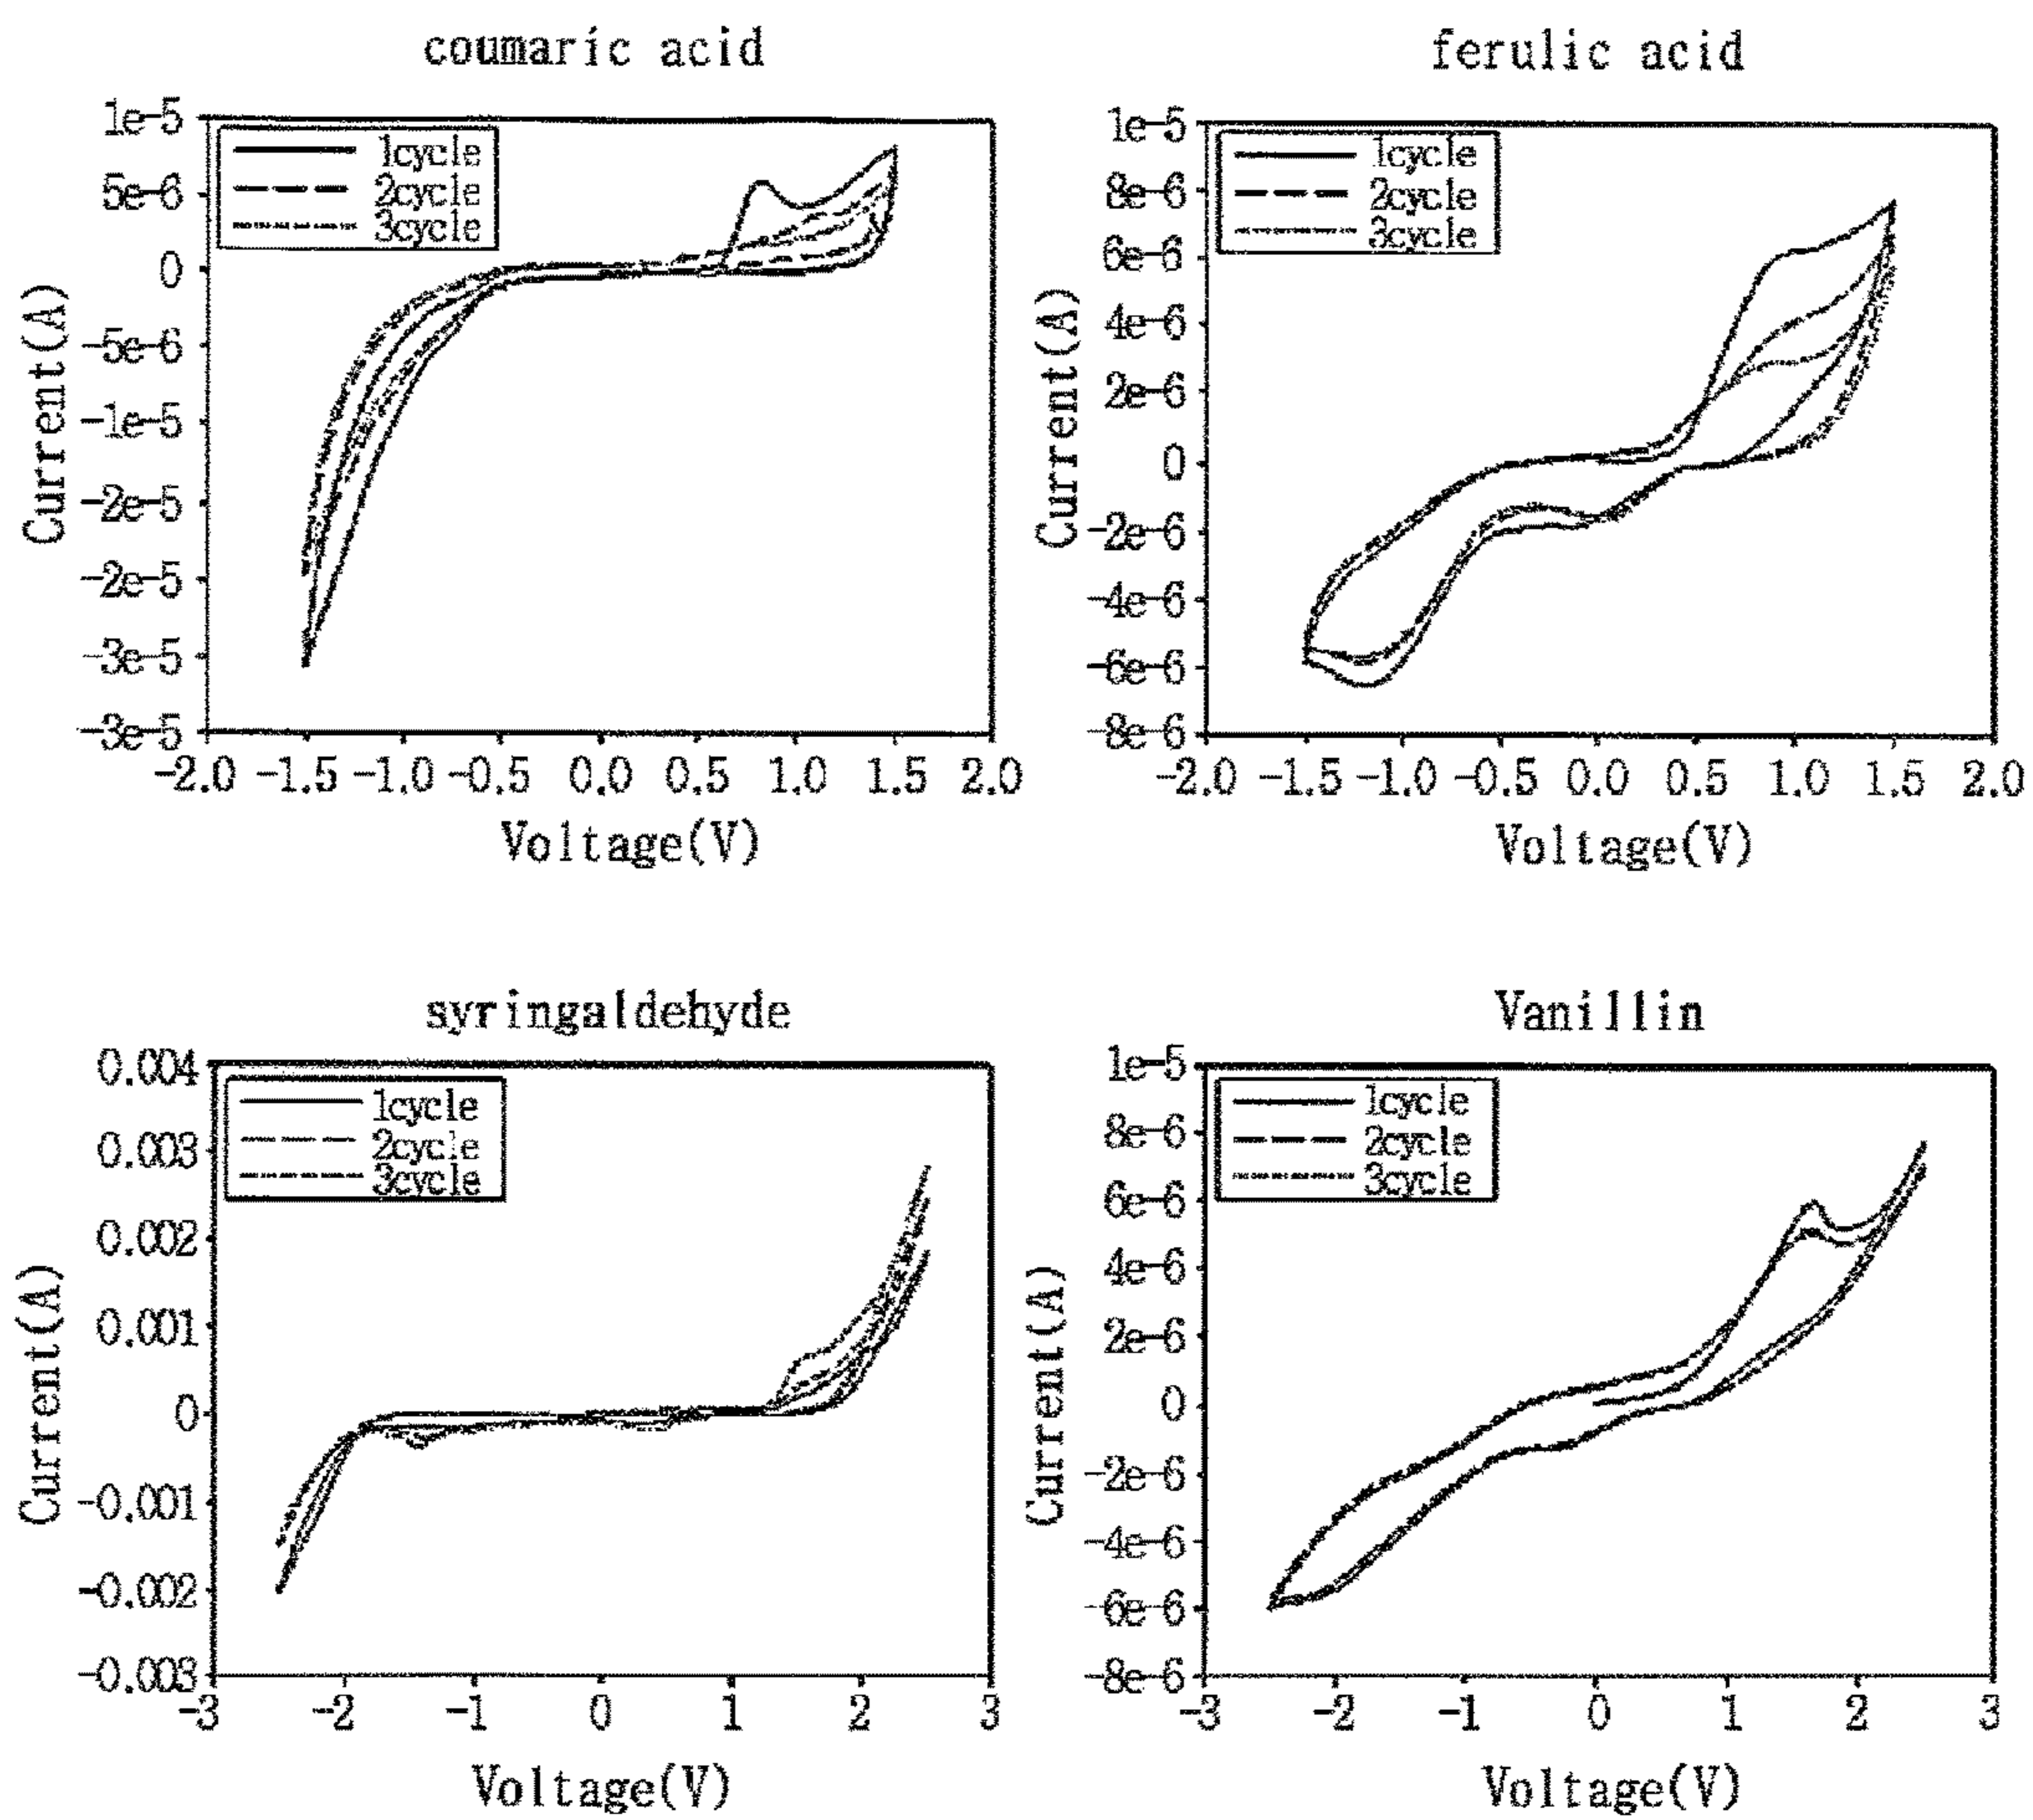 coumaric acid
1e-5
5e-6
0
-5e-6
-1e-5
-2e-5
-2e-5
-3e-5
-3e-5
Current(A)
1cycle
2cycle
3cycle
-2.0 -1.5 -1.0 -0.5 0.0 0.5 1.0 1.5 2.0
Voltage(V)
ferulic acid
1e-5
8e-6
6e-6
4e-6
2e-6
0
-2e-6
-4e-6
-6e-6
-8e-6
Current(A)
1cycle
2cycle
3cycle
-2.0 -1.5 -1.0 -0.5 0.0 0.5 1.0 1.5 2.0
Voltage(V)
syringaldehyde
0.004
0.003
0.002
0.001
0
-0.001
-0.002
-0.003
Current(A)
1cycle
2cycle
3cycle
-3 -2 -1 0 1 2 3
Voltage(V)
Vanillin
1e-5
8e-6
6e-6
4e-6
2e-6
0
-2e-6
-4e-6
-6e-6
-8e-6
Current(A)
1cycle
2cycle
3cycle
-3 -2 -1 0 1 2 3
Voltage(V)